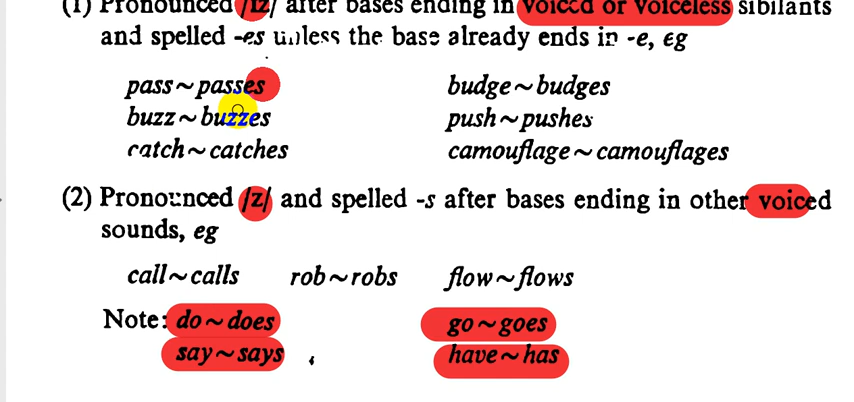 (1) Pronounced /ɪz/ after bases ending in voiced or voiceless sibilants
and spelled -es unless the base already ends in -e, eg
pass~passes budge~budges
buzz~buzzes push~pushes
catch~catches camouflage~camouflages
(2) Pronounced /z/ and spelled -s after bases ending in other voiced
sounds, eg
call~calls rob~robs flow~flows
Note: do~does go~goes
say~says have~has